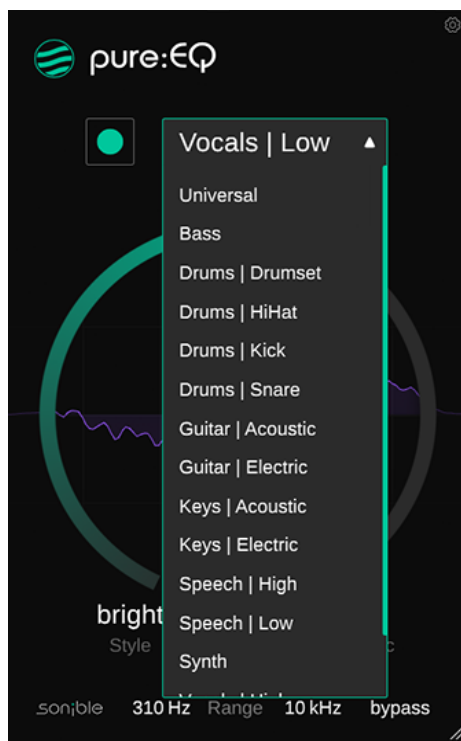 pure:EQ
Vocals | Low
Universal
Bass
Drums | Drumset
Drums | HiHat
Drums | Kick
Drums | Snare
Guitar | Acoustic
Guitar | Electric
Keys | Acoustic
Keys | Electric
Speech | High
Speech | Low
Synth
bright
Style
sonible 310 Hz Range 10 kHz bypass